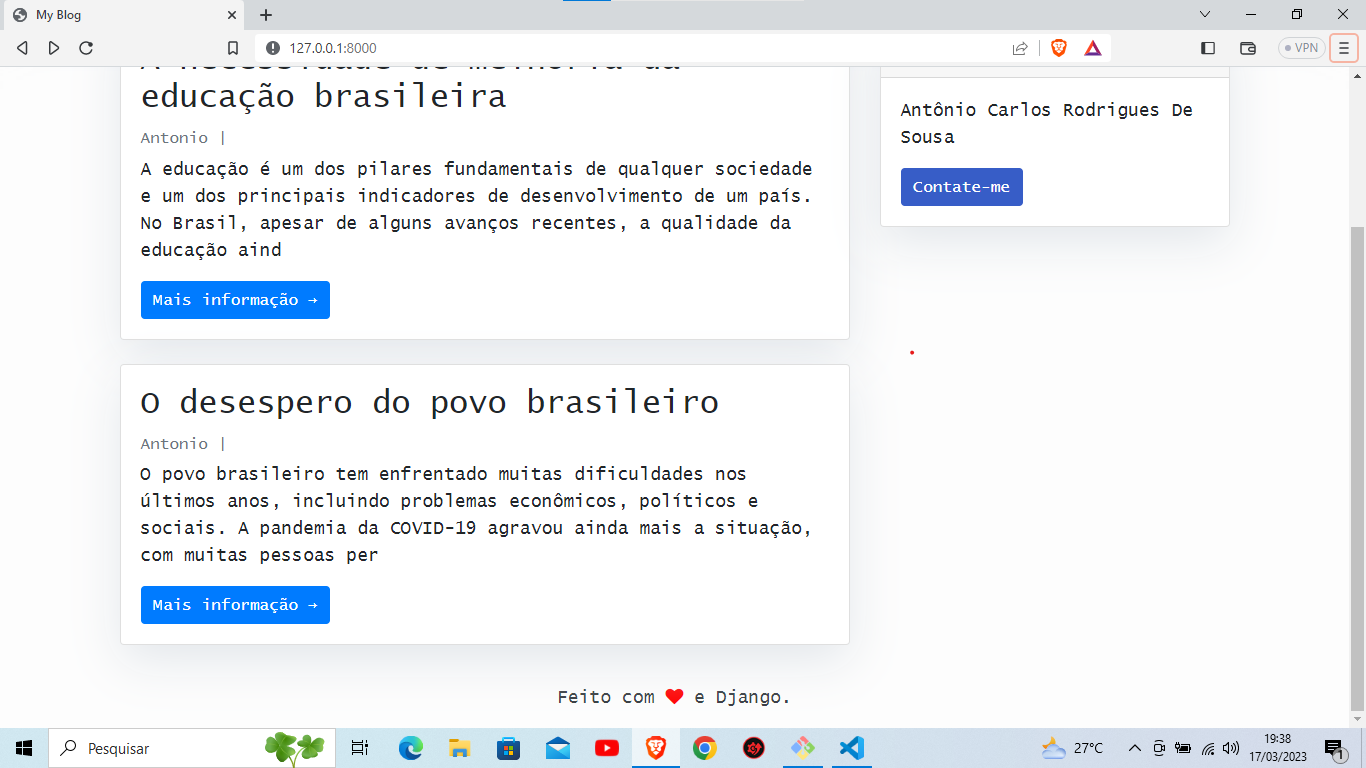 My Blog
127.0.0.1:8000
VPN
A necessidade de melhoria da
educação brasileira
Antonio |
A educação é um dos pilares fundamentais de qualquer sociedade
e um dos principais indicadores de desenvolvimento de um país.
No Brasil, apesar de alguns avanços recentes, a qualidade da
educação aind
Mais informação →
Antônio Carlos Rodrigues De
Sousa
Contate-me
O desespero do povo brasileiro
Antonio |
O povo brasileiro tem enfrentado muitas dificuldades nos
últimos anos, incluindo problemas econômicos, políticos e
sociais. A pandemia da COVID-19 agravou ainda mais a situação,
com muitas pessoas per
Mais informação →
Feito com ❤ e Django.
Pesquisar
27°C
19:38
17/03/2023
1